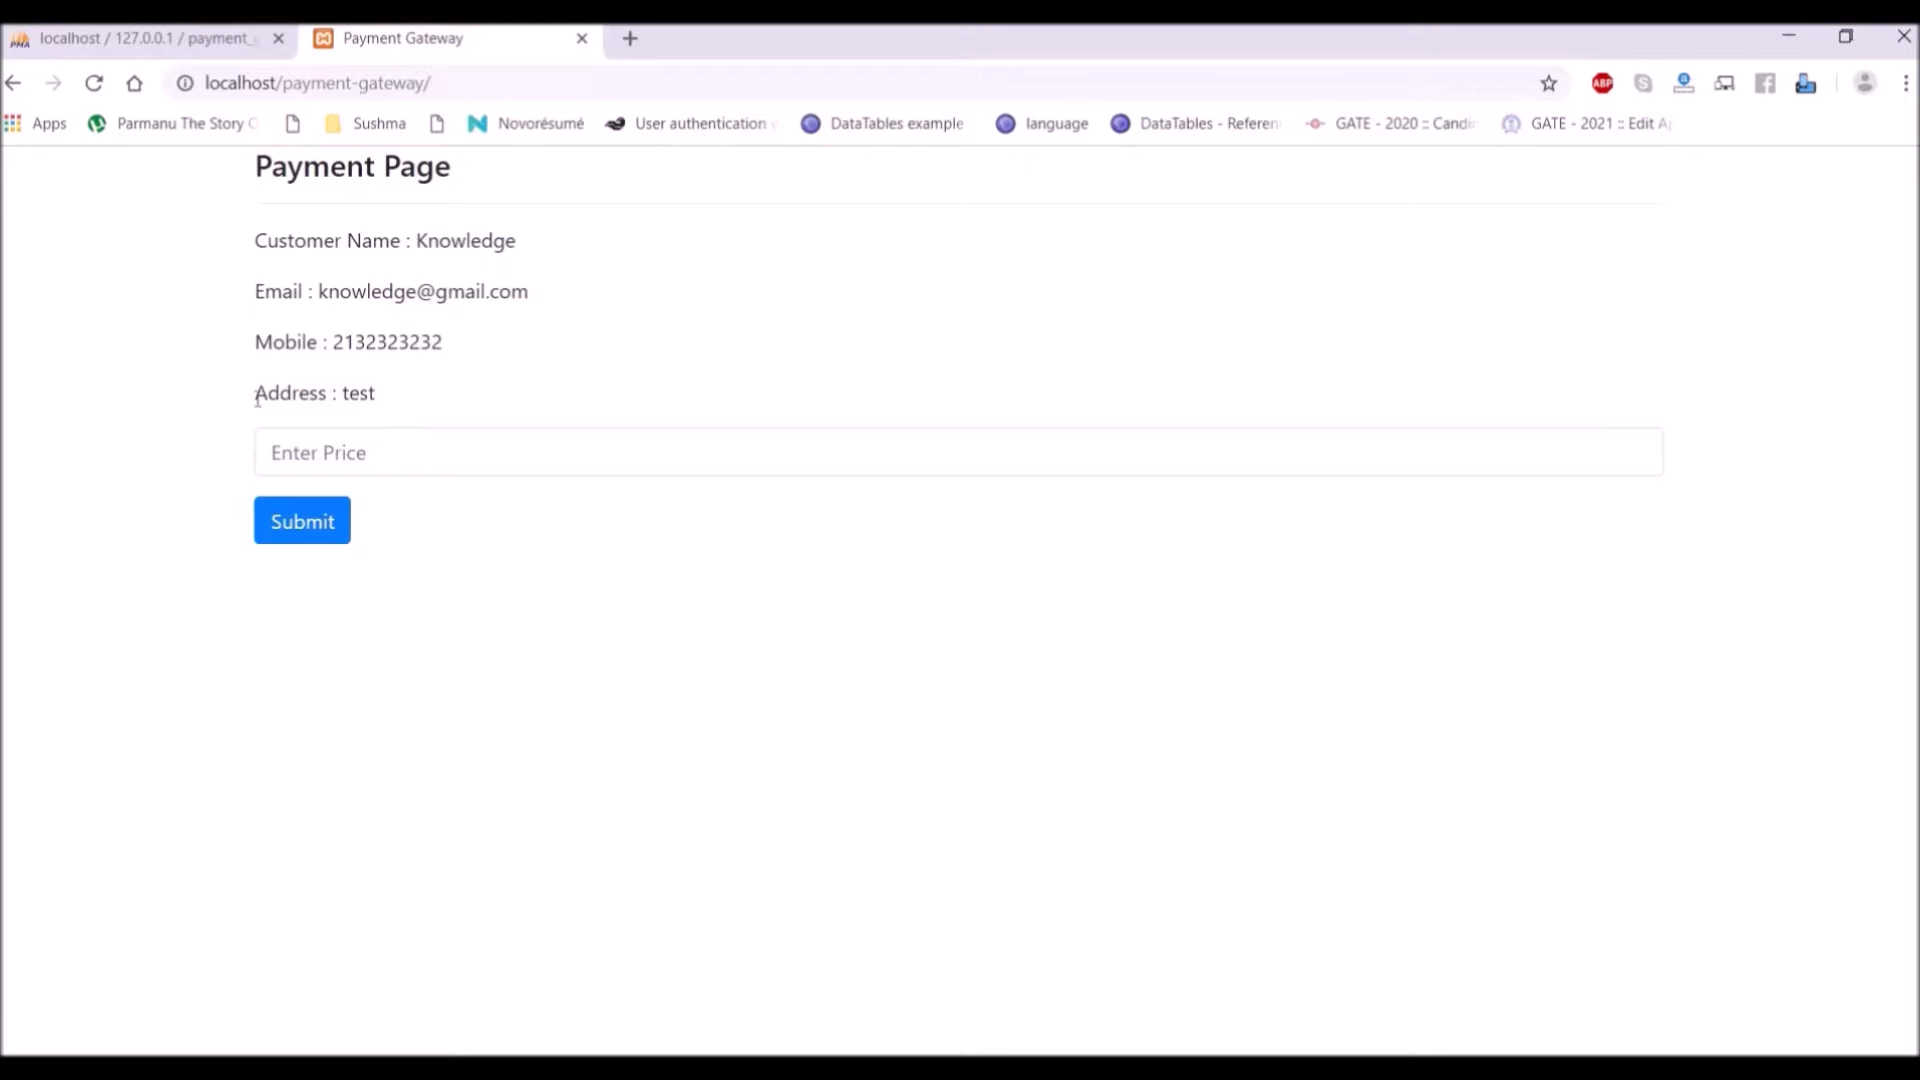 PMA localhost / 127.0.0.1 / payment_ Payment Gateway
localhost/payment-gateway/ ABP
Apps Parmanu The Story Sushma Novorésumé User authentication DataTables example language DataTables - Referen GATE - 2020 :: Candi GATE - 2021 :: Edit A
Payment Page
Customer Name : Knowledge
Email : knowledge@gmail.com
Mobile : 2132323232
Address : test
Enter Price
Submit